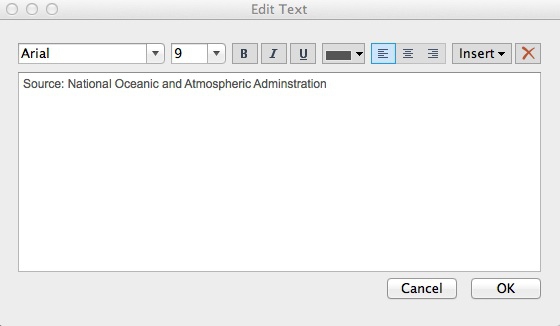 Edit Text
Arial 9 B I U Insert
Source: National Oceanic and Atmospheric Adminstration
Cancel OK